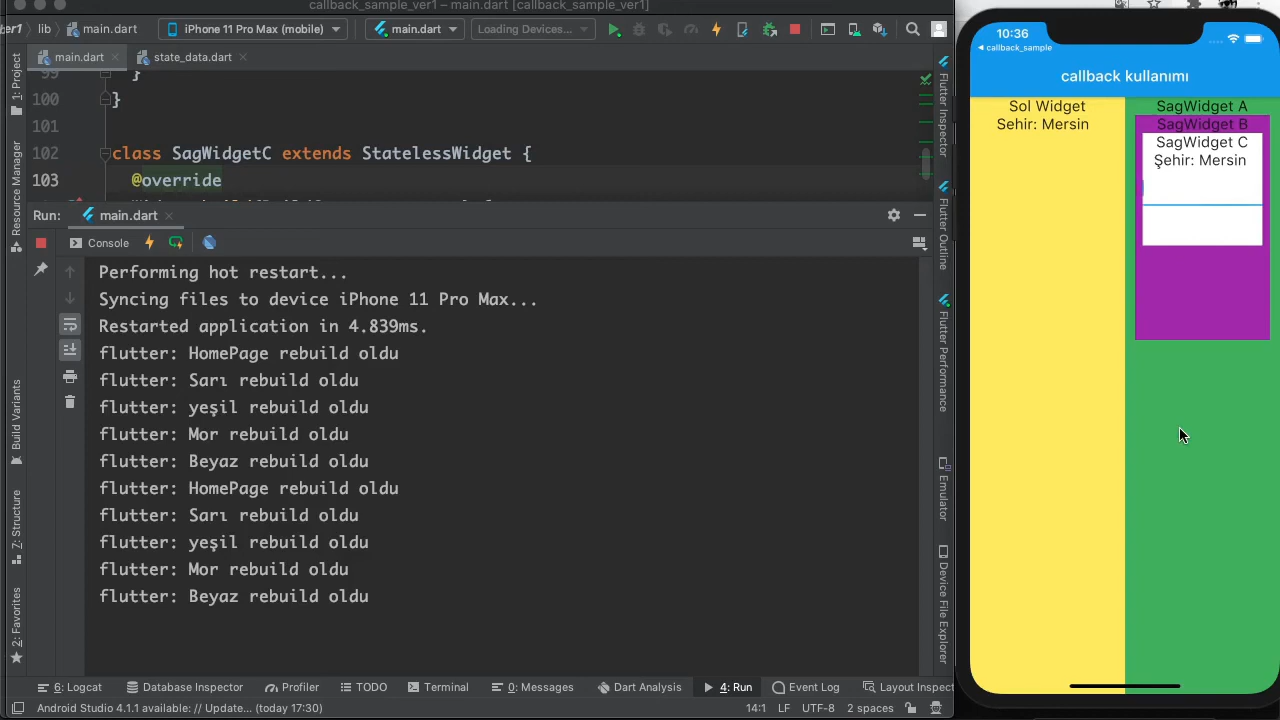 callback_sample_ver1 – main.dart [callback_sample_ver1]
er1 lib main.dart iPhone 11 Pro Max (mobile) main.dart Loading Devices...
main.dart state_data.dart
99 }
100 }
101
102 class SagWidgetC extends StatelessWidget {
103 @override
Run: main.dart
Console
Performing hot restart...
Syncing files to device iPhone 11 Pro Max...
Restarted application in 4.839ms.
flutter: HomePage rebuild oldu
flutter: Sarı rebuild oldu
flutter: yeşil rebuild oldu
flutter: Mor rebuild oldu
flutter: Beyaz rebuild oldu
flutter: HomePage rebuild oldu
flutter: Sarı rebuild oldu
flutter: yeşil rebuild oldu
flutter: Mor rebuild oldu
flutter: Beyaz rebuild oldu
1: Project
Resource Manager
Build Variants
7: Structure
2: Favorites
Flutter Inspector
Flutter Outline
Flutter Performance
Emulator
Device File Explorer
6: Logcat Database Inspector Profiler TODO Terminal 0: Messages Dart Analysis 4: Run Event Log Layout Inspect
Android Studio 4.1.1 available: // Update... (today 17:30) 14:1 LF UTF-8 2 spaces
10:36
callback_sample
callback kullanımı
Sol Widget
Sehir: Mersin
SagWidget A
SagWidget B
SagWidget C
Şehir: Mersin